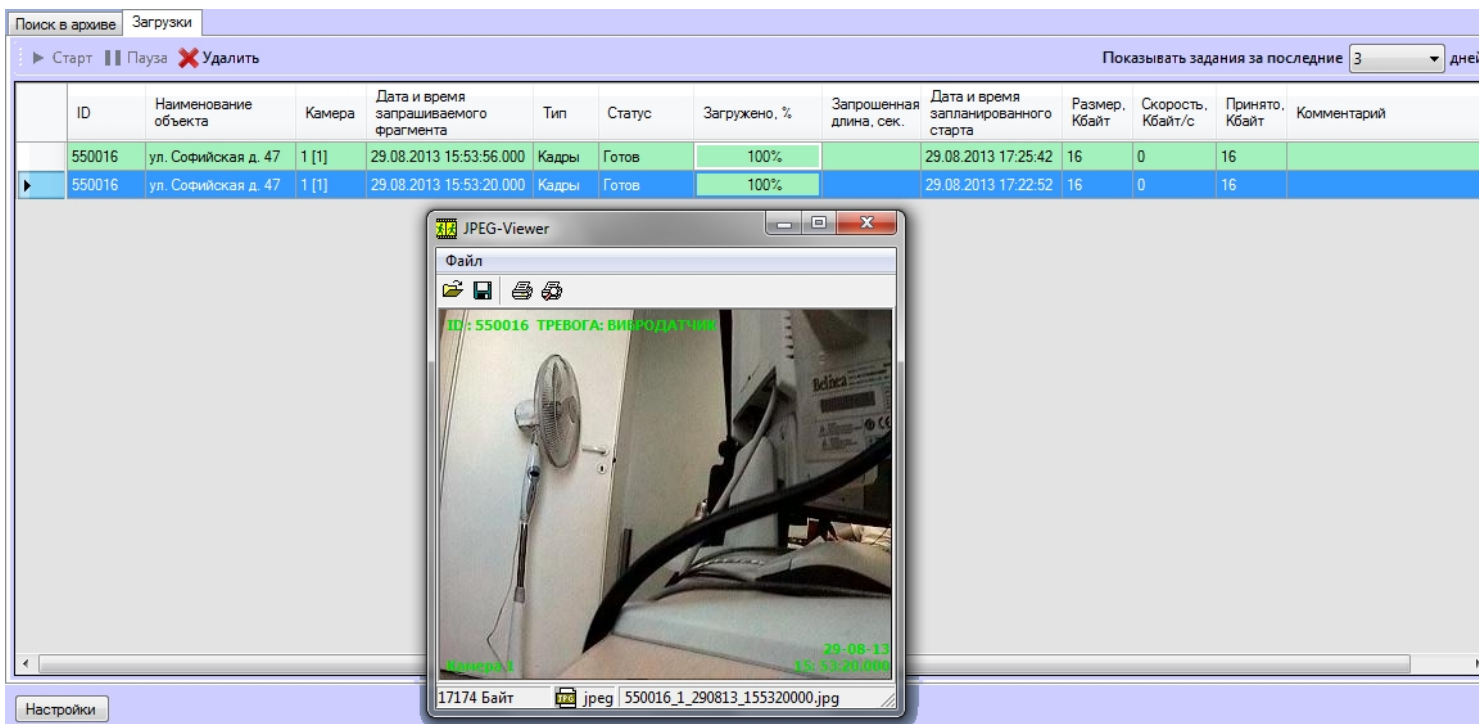 Поиск в архиве Загрузки
Старт Пауза Удалить Показывать задания за последние 3 дней
ID Наименование объекта Камера Дата и время запрашиваемого фрагмента Тип Статус Загружено, % Запрошенная длина, сек. Дата и время запланированного старта Размер, Кбайт Скорость, Кбайт/с Принято, Кбайт Комментарий
550016 ул. Софийская д. 47 1 [1] 29.08.2013 15:53:56.000 Кадры Готов 100% 29.08.2013 17:25:42 16 0 16
550016 ул. Софийская д. 47 1 [1] 29.08.2013 15:53:20.000 Кадры Готов 100% 29.08.2013 17:22:52 16 0 16
JPEG-Viewer
Файл
ID : 550016 ТРЕВОГА: ВИБРОДАТЧИК
Belinea
29-08-13
Камера 1 15: 53:20.000
17174 Байт jpeg 550016_1_290813_155320000.jpg
Настройки